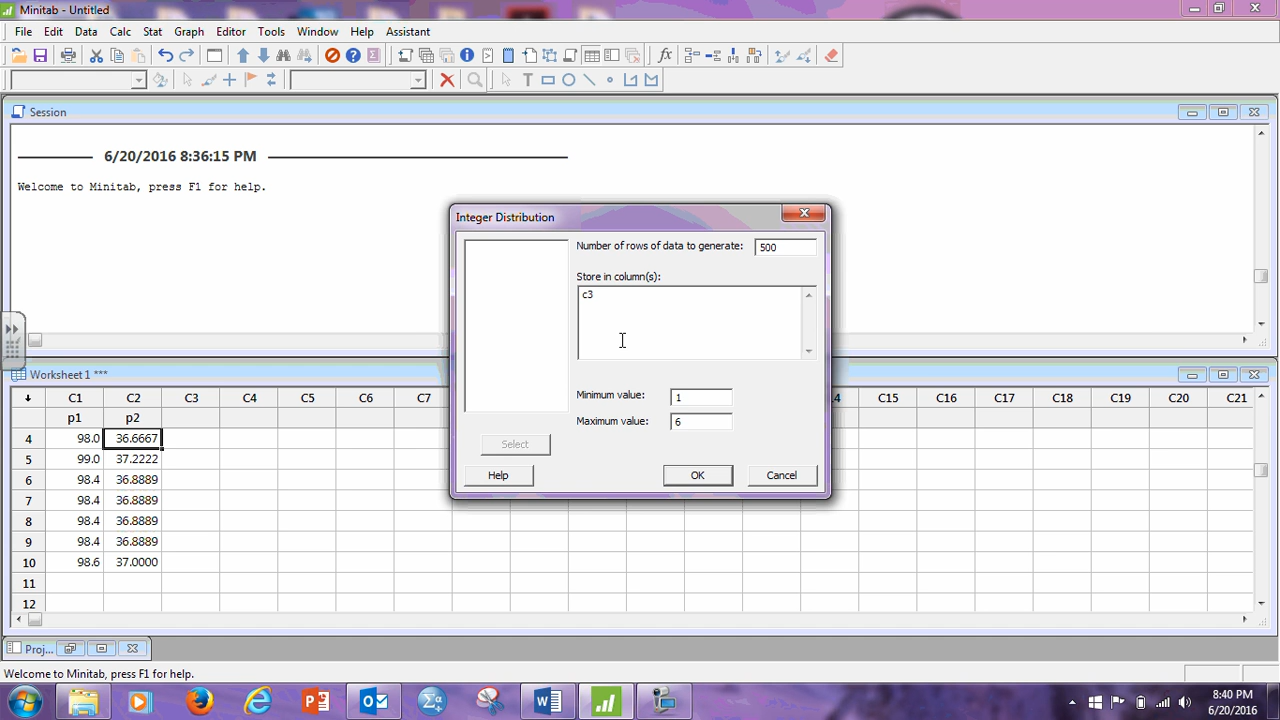 Minitab - Untitled
File Edit Data Calc Stat Graph Editor Tools Window Help Assistant
Session
6/20/2016 8:36:15 PM
Welcome to Minitab, press F1 for help.
Integer Distribution
Number of rows of data to generate: 500
Store in column(s):
c3
Minimum value: 1
Maximum value: 6
Select
Help OK Cancel
Worksheet 1 ***
C1 C2 C3 C4 C5 C6 C7 14 C15 C16 C17 C18 C19 C20 C21
p1 p2
4 98.0 36.6667
5 99.0 37.2222
6 98.4 36.8889
7 98.4 36.8889
8 98.4 36.8889
9 98.4 36.8889
10 98.6 37.0000
11
12
Proj...
Welcome to Minitab, press F1 for help.
8:40 PM
6/20/2016